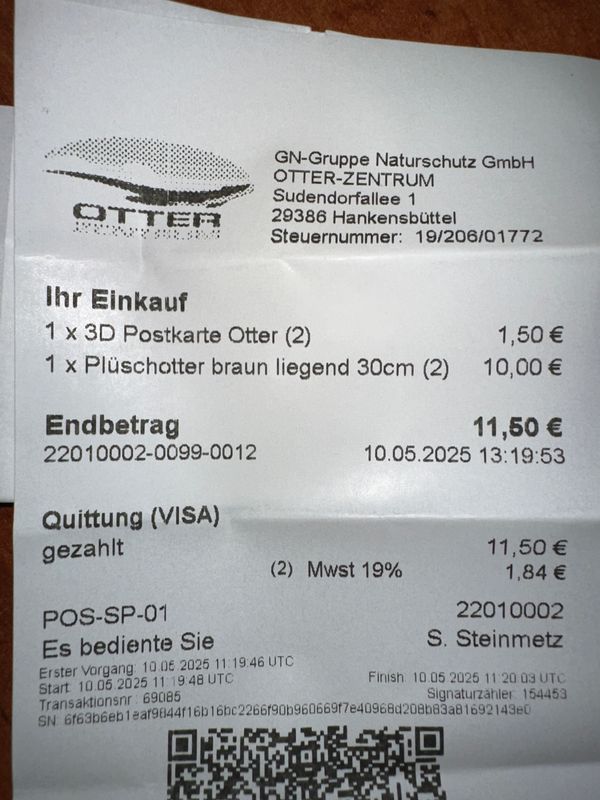 OTTER
GN-Gruppe Naturschutz GmbH
OTTER-ZENTRUM
Sudendorfallee 1
29386 Hankensbüttel
Steuernummer: 19/206/01772
Ihr Einkauf
1 x 3D Postkarte Otter (2) 1,50 €
1 x Plüschotter braun liegend 30cm (2) 10,00 €
Endbetrag 11,50 €
22010002-0099-0012 10.05.2025 13:19:53
Quittung (VISA)
gezahlt 11,50 €
(2) Mwst 19% 1,84 €
POS-SP-01 22010002
Es bediente Sie S. Steinmetz
Erster Vorgang: 10.05.2025 11:19:46 UTC
Start: 10.05.2025 11:19:48 UTC Finish: 10.05.2025 11:20:03 UTC
Transaktionsnr.: 69085 Signaturzähler: 154453
SN: 6f63b6eb1eaf9844f16b16bc2266f90b960669f7e40968d208b83a81692143e0